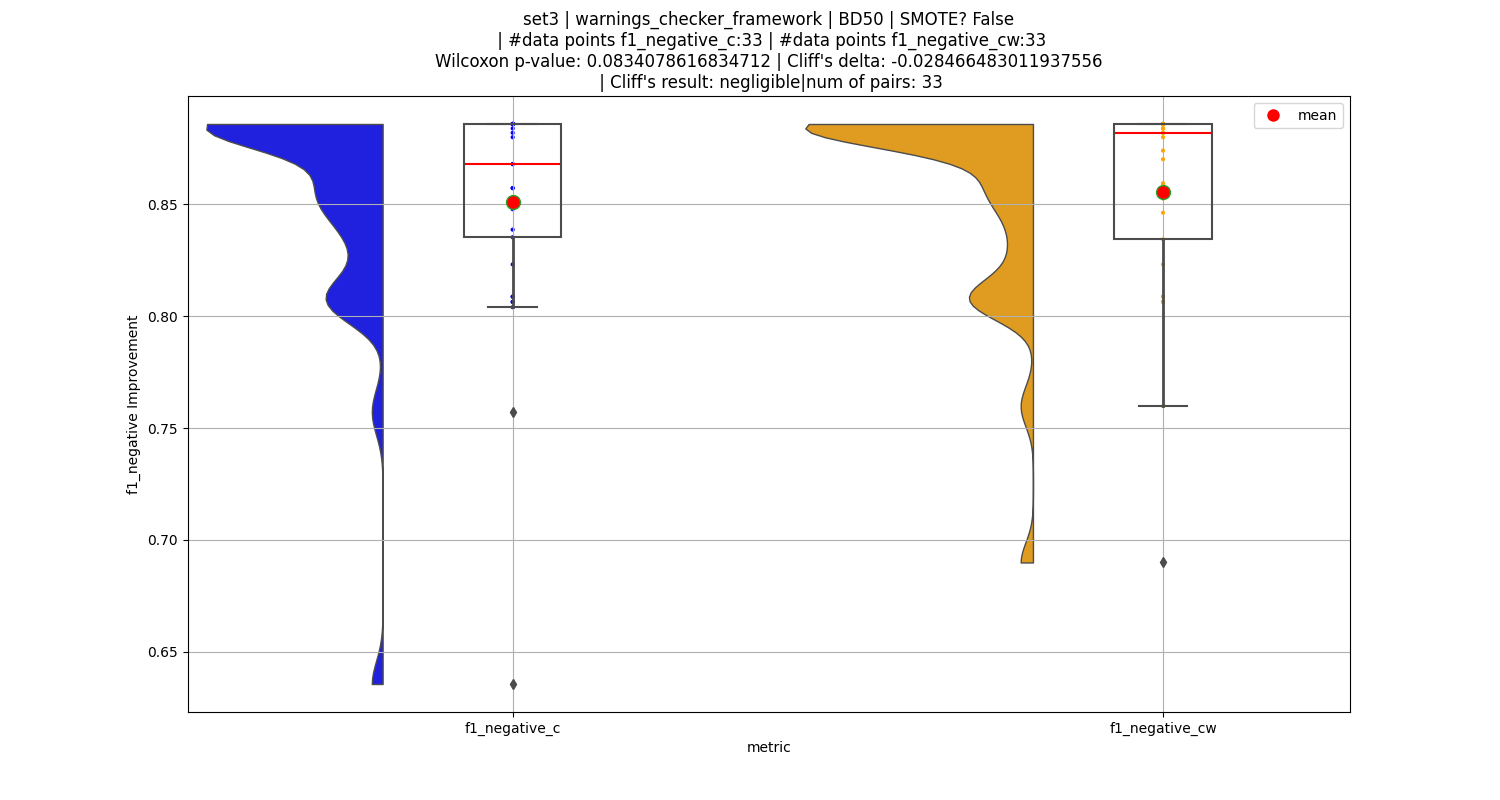 set3 | warnings_checker_framework | BD50 | SMOTE? False
| #data points f1_negative_c:33 | #data points f1_negative_cw:33
Wilcoxon p-value: 0.0834078616834712 | Cliff's delta: -0.028466483011937556
| Cliff's result: negligible|num of pairs: 33
mean
0.85
0.80
0.75
0.70
0.65
f1_negative Improvement
f1_negative_c
f1_negative_cw
metric